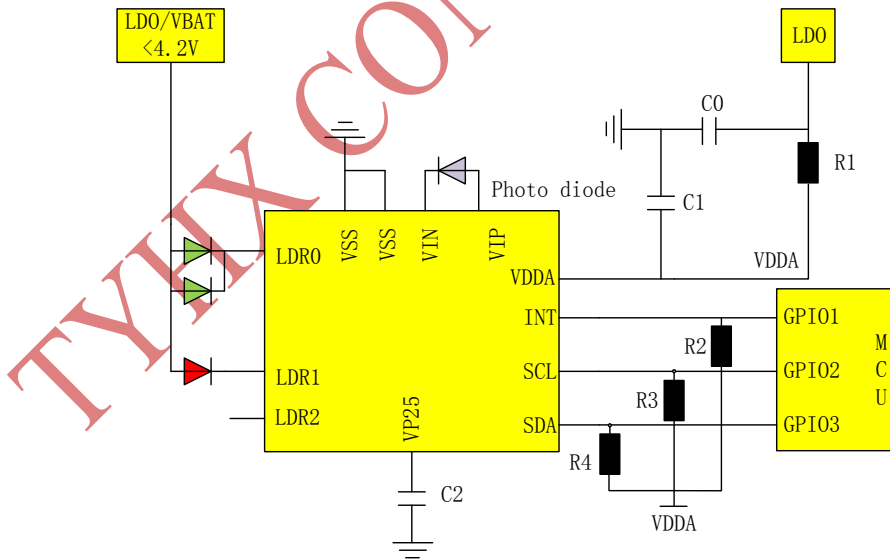 LDO/VBAT
<4.2V
LDO
C0
R1
C1
Photo diode
VSS
VSS
VIN
VIP
LDR0
VDDA
VDDA
INT
GPIO1
R2
M
C
U
LDR1
SCL
GPIO2
R3
LDR2
VP25
SDA
GPIO3
R4
C2
VDDA
TYHX CON